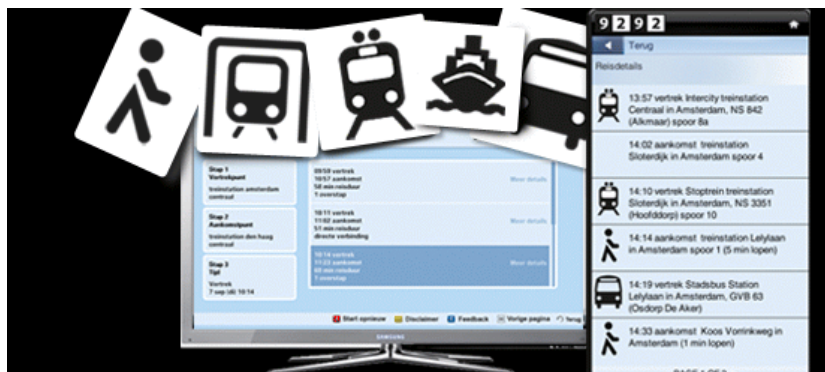 9292
Terug
Reisdetails
13:57 vertrek Intercity treinstation
Centraal in Amsterdam, NS 842
(Alkmaar) spoor 8a
14:02 aankomst treinstation
Sloterdijk in Amsterdam spoor 4
14:10 vertrek Stoptrein treinstation
Sloterdijk in Amsterdam, NS 3351
(Hoofddorp) spoor 10
14:14 aankomst treinstation Lelylaan
in Amsterdam spoor 1 (5 min lopen)
14:19 vertrek Stadsbus Station
Lelylaan in Amsterdam, GVB 63
(Osdorp De Aker)
14:33 aankomst Koos Vorrinkweg in
Amsterdam (1 min lopen)
Stap 1
Vertrekpunt
treinstation amsterdam
centraal
Stap 2
Aankomstpunt
treinstation den haag
centraal
Stap 3
Tijd
Vertrek
7 sep (di) 10:14
09:59 vertrek
10:57 aankomst
58 min reisduur
1 overstap
Meer details
10:11 vertrek
11:02 aankomst
51 min reisduur
directe verbinding
Meer details
10:14 vertrek
11:22 aankomst
68 min reisduur
1 overstap
Meer details
Start opnieuw Disclaimer Feedback Vorige pagina Terug
SAMSUNG